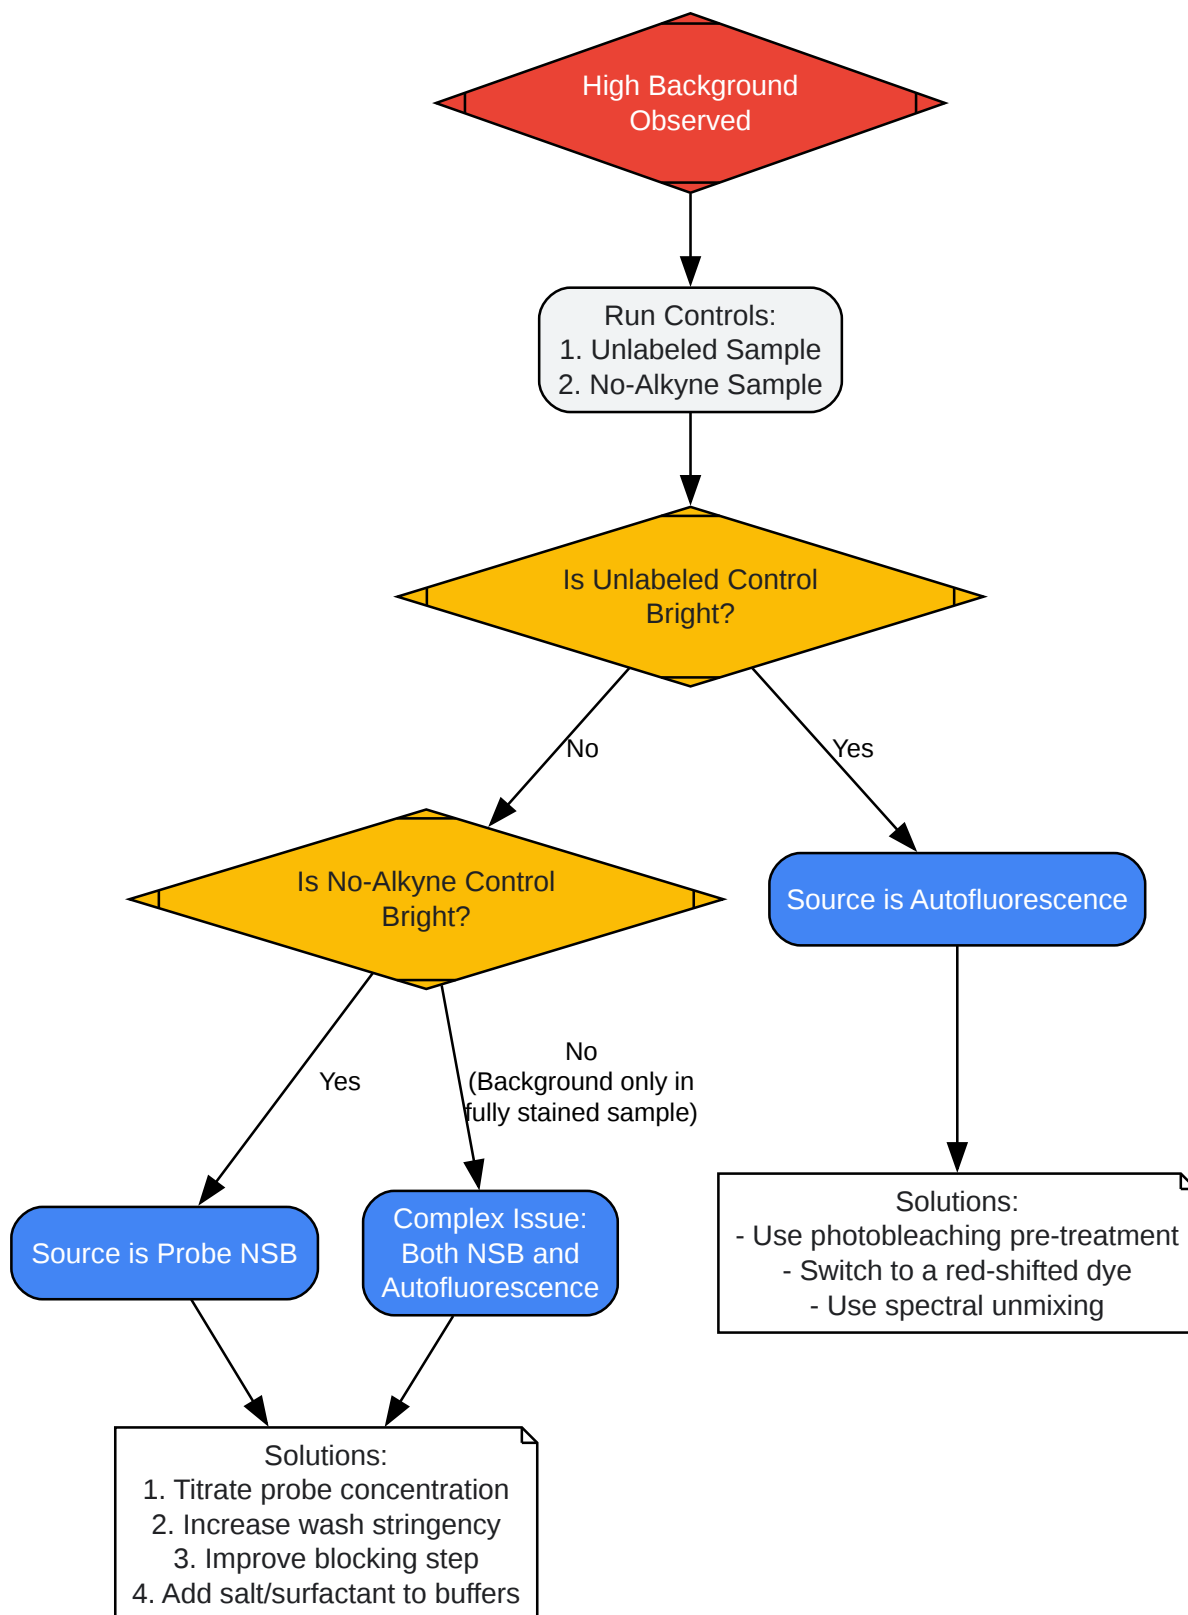 High Background
Observed
Run Controls:
1. Unlabeled Sample
2. No-Alkyne Sample
Is Unlabeled Control
Bright?
No
Yes
Is No-Alkyne Control
Bright?
Source is Autofluorescence
Yes
No
(Background only in
fully stained sample)
Source is Probe NSB
Complex Issue:
Both NSB and
Autofluorescence
Solutions:
- Use photobleaching pre-treatment
- Switch to a red-shifted dye
- Use spectral unmixing
Solutions:
1. Titrate probe concentration
2. Increase wash stringency
3. Improve blocking step
4. Add salt/surfactant to buffers